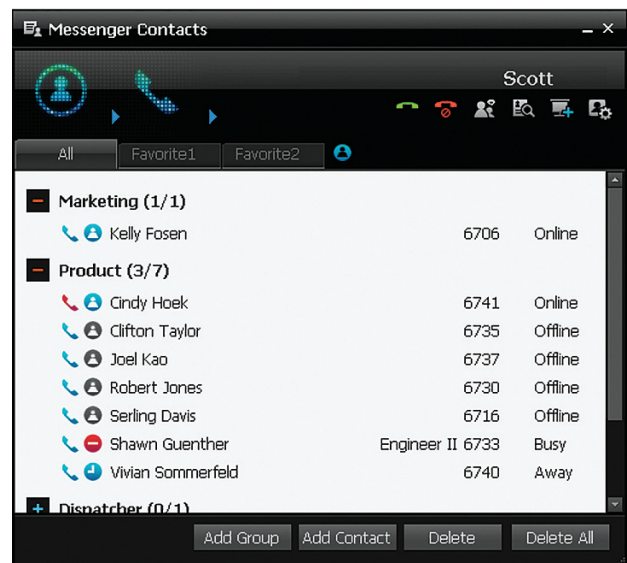 Messenger Contacts
Scott
All Favorite1 Favorite2
Marketing (1/1)
Kelly Fosen 6706 Online
Product (3/7)
Cindy Hoek 6741 Online
Clifton Taylor 6735 Offline
Joel Kao 6737 Offline
Robert Jones 6730 Offline
Serling Davis 6716 Offline
Shawn Guenther Engineer II 6733 Busy
Vivian Sommerfeld 6740 Away
Dispatcher (0/1)
Add Group Add Contact Delete Delete All